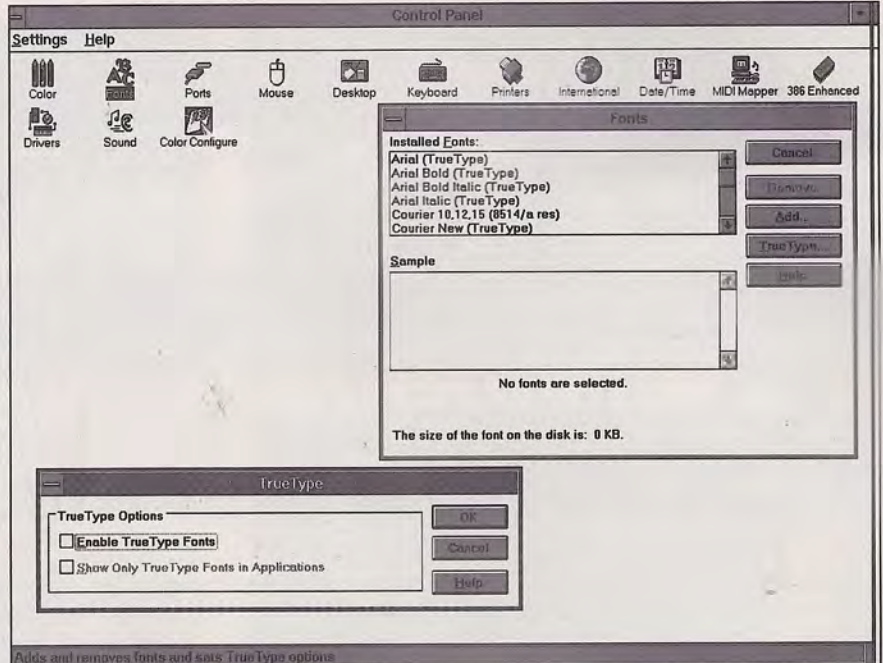 Control Panel
Settings Help
Color
Fonts
Ports
Mouse
Desktop
Keyboard
Printers
International
Date/Time
MIDI Mapper
386 Enhanced
Drivers
Sound
Color Configure
Fonts
Installed Fonts:
Arial (TrueType)
Arial Bold (TrueType)
Arial Bold Italic (TrueType)
Arial Italic (TrueType)
Courier 10,12,15 (8514/a res)
Courier New (TrueType)
Cancel
Remove
Add...
TrueType...
Help
Sample
No fonts are selected.
The size of the font on the disk is: 0 KB.
TrueType
TrueType Options
Enable TrueType Fonts
Show Only TrueType Fonts in Applications
OK
Cancel
Help
Adds and removes fonts and sets TrueType options